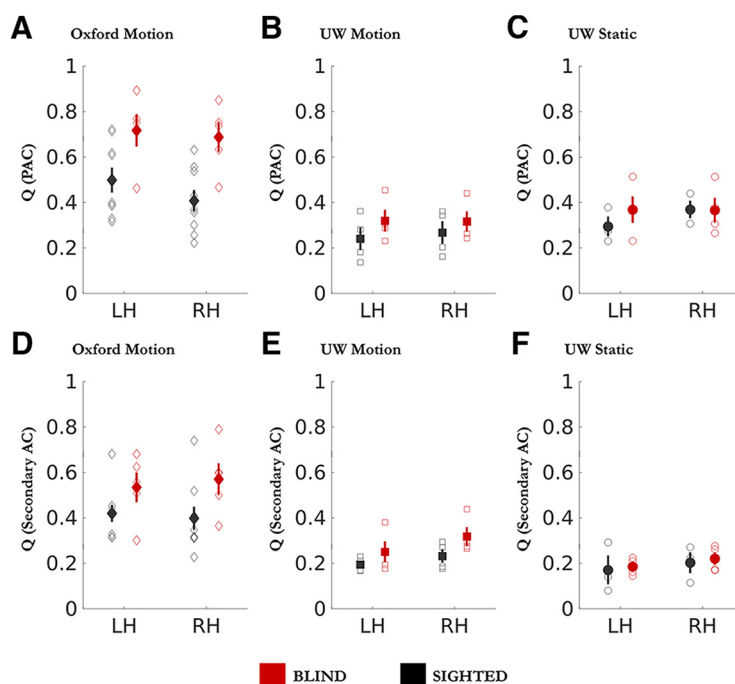 A Oxford Motion
B UW Motion
C UW Static
Q (PAC)
1
0.8
0.6
0.4
0.2
0
LH RH
Q (PAC)
1
0.8
0.6
0.4
0.2
0
LH RH
Q (PAC)
1
0.8
0.6
0.4
0.2
0
LH RH
D Oxford Motion
E UW Motion
F UW Static
Q (Secondary AC)
1
0.8
0.6
0.4
0.2
0
LH RH
Q (Secondary AC)
1
0.8
0.6
0.4
0.2
0
LH RH
Q (Secondary AC)
1
0.8
0.6
0.4
0.2
0
LH RH
BLIND SIGHTED